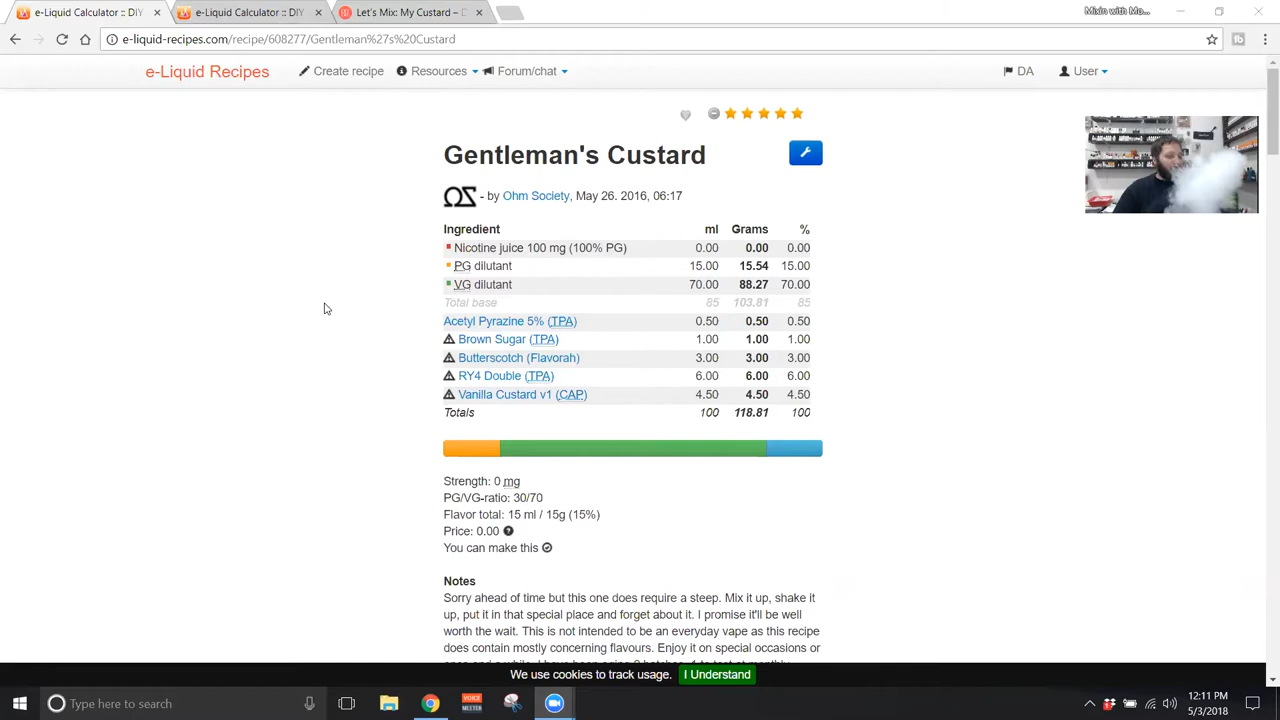 e-Liquid Calculator :: DIY
e-Liquid Calculator :: DIY
Let's Mix: My Custard –
Mixin with Mo...
e-liquid-recipes.com/recipe/608277/Gentleman%27s%20Custard
e-Liquid Recipes
Create recipe
Resources
Forum/chat
DA
User
Gentleman's Custard
- by Ohm Society, May 26. 2016, 06:17
Ingredient ml Grams %
Nicotine juice 100 mg (100% PG) 0.00 0.00 0.00
PG dilutant 15.00 15.54 15.00
VG dilutant 70.00 88.27 70.00
Total base 85 103.81 85
Acetyl Pyrazine 5% (TPA) 0.50 0.50 0.50
Brown Sugar (TPA) 1.00 1.00 1.00
Butterscotch (Flavorah) 3.00 3.00 3.00
RY4 Double (TPA) 6.00 6.00 6.00
Vanilla Custard v1 (CAP) 4.50 4.50 4.50
Totals 100 118.81 100
Strength: 0 mg
PG/VG-ratio: 30/70
Flavor total: 15 ml / 15g (15%)
Price: 0.00
You can make this
Notes
Sorry ahead of time but this one does require a steep. Mix it up, shake it
up, put it in that special place and forget about it. I promise it'll be well
worth the wait. This is not intended to be an everyday vape as this recipe
does contain mostly concerning flavours. Enjoy it on special occasions or
We use cookies to track usage. I Understand
Type here to search
VOICE
MEETER
12:11 PM
5/3/2018